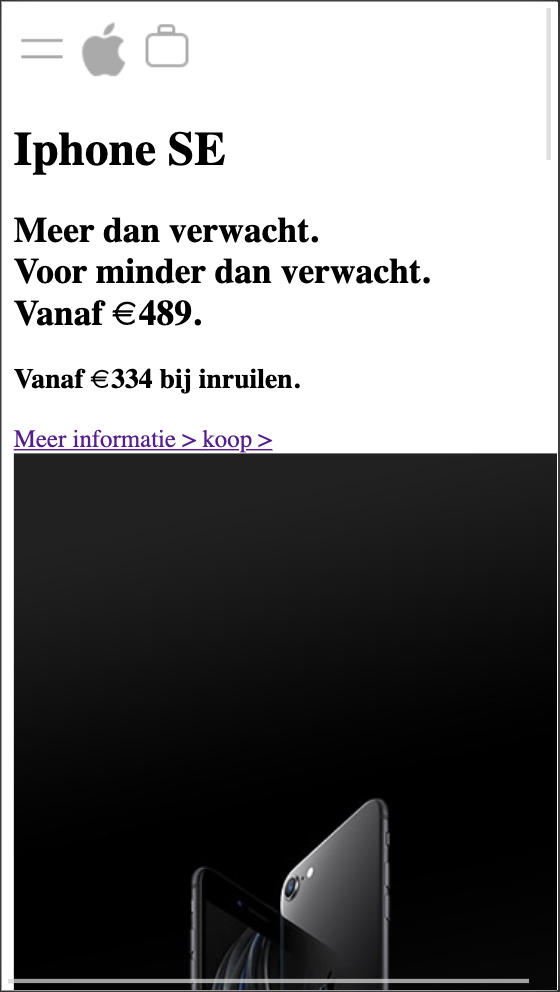 Iphone SE
Meer dan verwacht.
Voor minder dan verwacht.
Vanaf €489.
Vanaf €334 bij inruilen.
Meer informatie > koop >